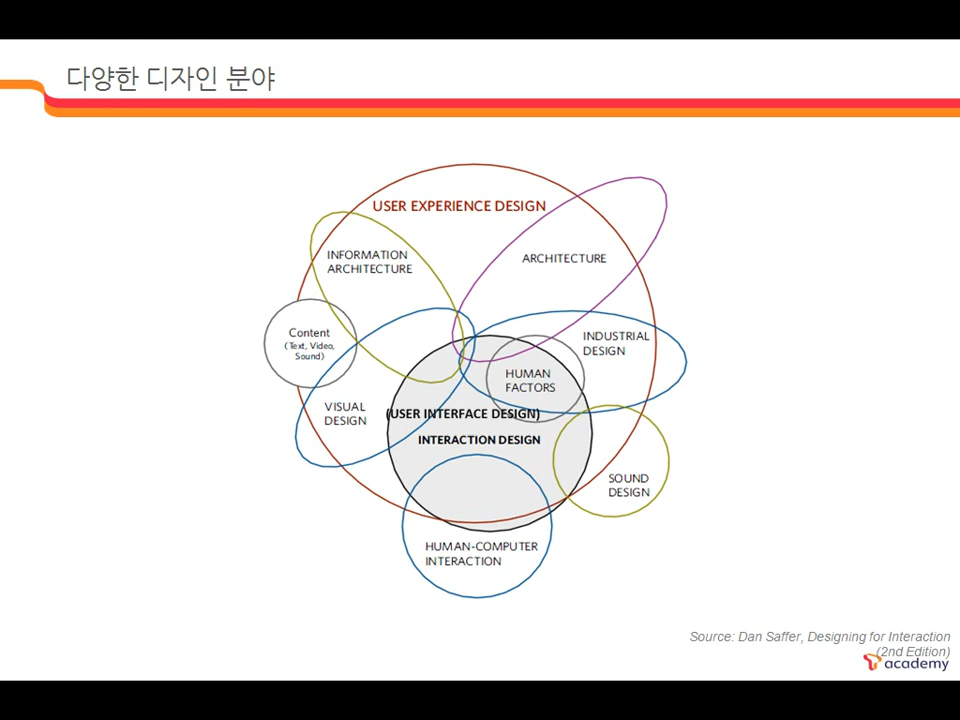 다양한 디자인 분야
USER EXPERIENCE DESIGN
INFORMATION
ARCHITECTURE
ARCHITECTURE
Content
(Text, Video,
Sound)
INDUSTRIAL
DESIGN
HUMAN
FACTORS
VISUAL
DESIGN
(USER INTERFACE DESIGN)
INTERACTION DESIGN
SOUND
DESIGN
HUMAN-COMPUTER
INTERACTION
Source: Dan Saffer, Designing for Interaction
(2nd Edition)
T academy